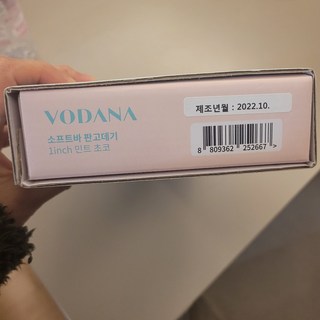 VODANA
소프트바 판고데기
1inch 민트 초코
제조년월 : 2022.10.
8 809362 252667 >